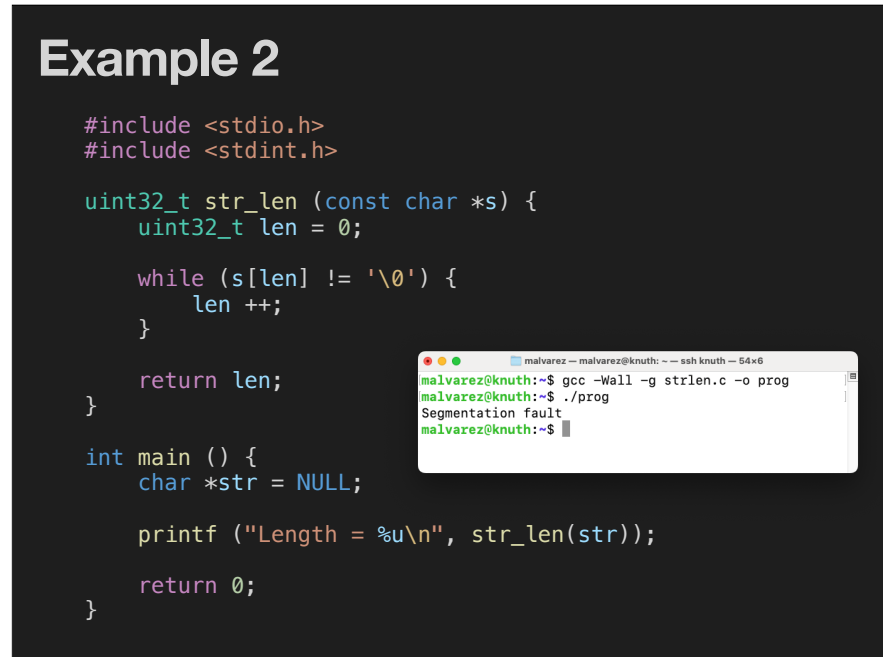 Example 2
#include <stdio.h>
#include <stdint.h>
uint32_t str_len (const char *s) {
    uint32_t len = 0;
    while (s[len] != '\0') {
        len ++;
    }
    return len;
}
int main () {
    char *str = NULL;
    printf ("Length = %u\n", str_len(str));
    return 0;
}
malvarez — malvarez@knuth: ~ — ssh knuth — 54×6
[malvarez@knuth:~$ gcc -Wall -g strlen.c -o prog ]
[malvarez@knuth:~$ ./prog ]
Segmentation fault
malvarez@knuth:~$